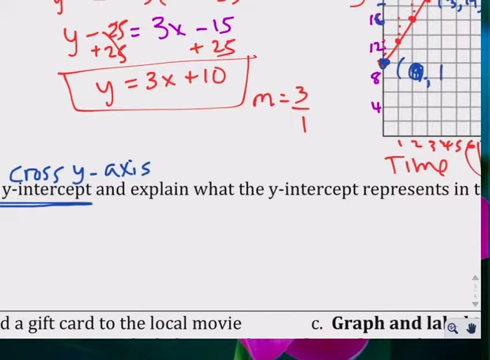 y - 25 = 3x - 15
+25 + 25
y = 3x + 10
m = 3/1
16
12
8
4
1 2 3 4 5
Time
cross y-axis
y-intercept and explain what the y-intercept represents in t
d a gift card to the local movie
c. Graph and lab